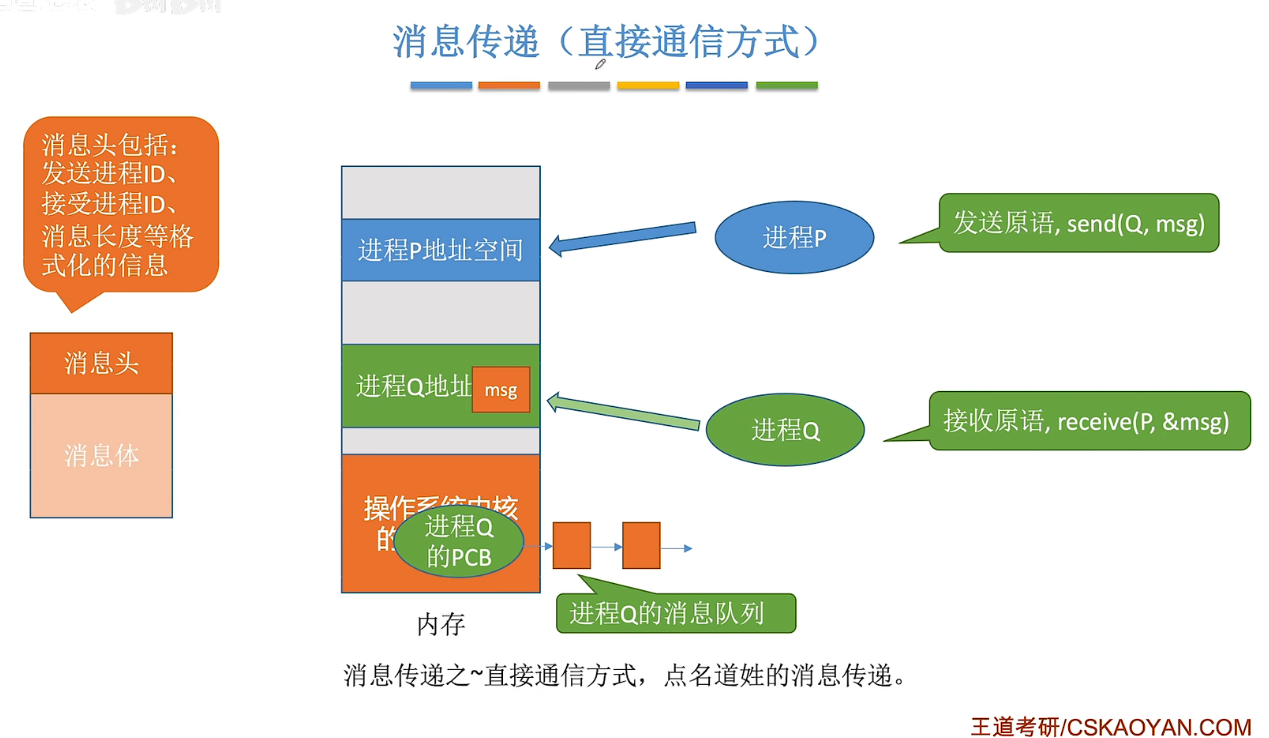 消息传递（直接通信方式）
消息头包括：
发送进程ID、
接受进程ID、
消息长度等格
式化的信息
消息头
消息体
进程P地址空间
进程Q地址
msg
操作系统内核
的
进程Q
的PCB
内存
进程P
发送原语, send(Q, msg)
进程Q
接收原语, receive(P, &msg)
进程Q的消息队列
消息传递之~直接通信方式，点名道姓的消息传递。
王道考研/CSKAOYAN.COM